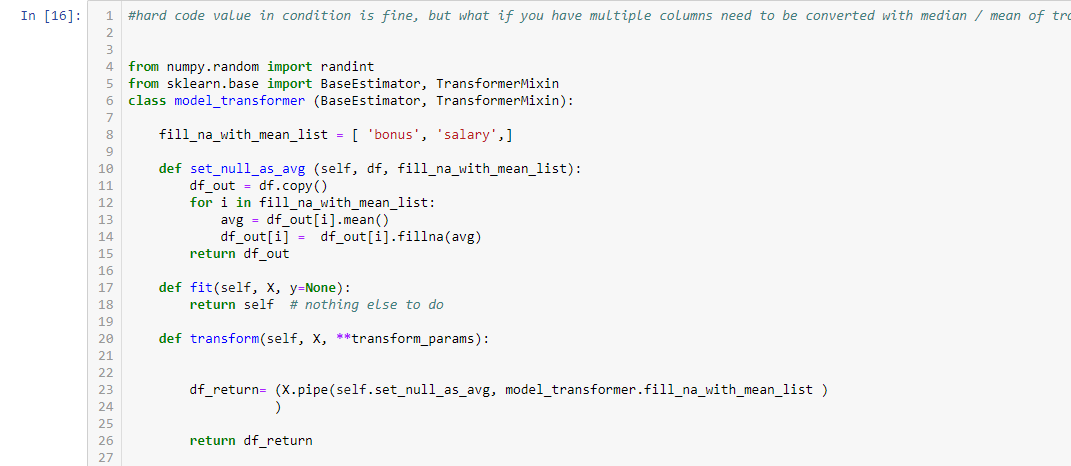 In [16]:
1 #hard code value in condition is fine, but what if you have multiple columns need to be converted with median / mean of
2
3
4 from numpy.random import randint
5 from sklearn.base import BaseEstimator, TransformerMixin
6 class model_transformer (BaseEstimator, TransformerMixin):
7
8     fill_na_with_mean_list = [ 'bonus', 'salary',]
9
10     def set_null_as_avg (self, df, fill_na_with_mean_list):
11         df_out = df.copy()
12         for i in fill_na_with_mean_list:
13             avg = df_out[i].mean()
14             df_out[i] =  df_out[i].fillna(avg)
15         return df_out
16
17     def fit(self, X, y=None):
18         return self  # nothing else to do
19
20     def transform(self, X, **transform_params):
21
22
23         df_return= (X.pipe(self.set_null_as_avg, model_transformer.fill_na_with_mean_list )
24                    )
25
26         return df_return
27